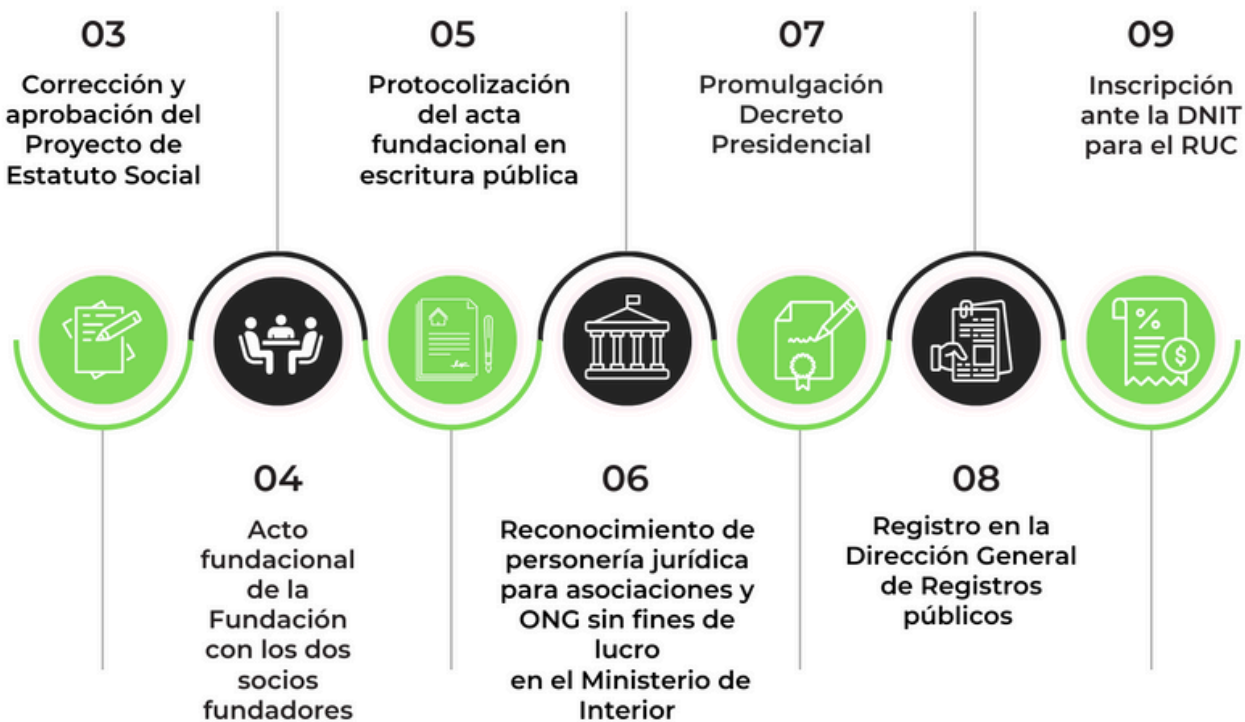 03
Corrección y
aprobación del
Proyecto de
Estatuto Social
05
Protocolización
del acta
fundacional en
escritura pública
07
Promulgación
Decreto
Presidencial
09
Inscripción
ante la DNIT
para el RUC
%
$
04
Acto
fundacional
de la
Fundación
con los dos
socios
fundadores
06
Reconocimiento de
personería jurídica
para asociaciones y
ONG sin fines de
lucro
en el Ministerio de
Interior
08
Registro en la
Dirección General
de Registros
públicos